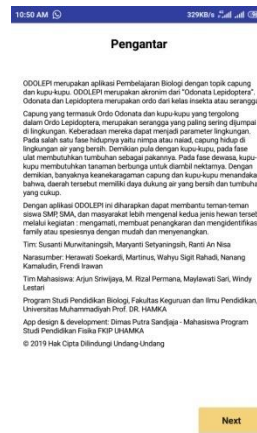 10:50 AM
329KB/s
Pengantar
ODOLEPI merupakan aplikasi Pembelajaran Biologi dengan topik capung
dan kupu-kupu. ODOLEPI merupakan akronim dari "Odonata Lepidoptera".
Odonata dan Lepidoptera merupakan ordo dari kelas insekta atau serangga
Capung yang termasuk Ordo Odonata dan kupu-kupu yang tergolong
dalam Ordo Lepidoptera, merupakan serangga yang paling sering dijumpai
di lingkungan. Keberadaan mereka dapat menjadi parameter lingkungan.
Pada salah satu fase hidupnya yaitu nimpa atau naiad, capung hidup di
lingkungan air yang bersih. Demikian pula dengan kupu-kupu, pada fase
ulat membutuhkan tumbuhan sebagai pakannya. Pada fase dewasa, kupu-
kupu membutuhkan tanaman berbunga untuk diambil nektarnya. Dengan
demikian, banyaknya keanekaragaman capung dan kupu-kupu menandaka
bahwa, daerah tersebut memiliki daya dukung air yang bersih dan tumbuha
yang cukup.
Dengan aplikasi ODOLEPI ini diharapkan dapat membantu teman-teman
siswa SMP, SMA, dan masyarakat lebih mengenal kedua jenis hewan terset
melalui kegiatan : mengamati, membuat penangkaran dan mengidentifikas
family atau spesiesnya dengan mudah dan menyenangkan.
Tim: Susanti Murwitaningsih, Maryanti Setyaningsih, Ranti An Nisa
Narasumber: Herawati Soekardi, Martinus, Wahyu Sigit Rahadi, Nanang
Kamaludin, Frendi Irawan
Tim Mahasiswa: Arjun Sriwijaya, M. Rizal Permana, Maylawati Sari, Windy
Lestari
Program Studi Pendidikan Biologi, Fakultas Keguruan dan Ilmu Pendidikan,
Universitas Muhammadiyah Prof. DR. HAMKA
App design & development: Dimas Putra Sandjaja - Mahasiswa Program
Studi Pendidikan Fisika FKIP UHAMKA
© 2019 Hak Cipta Dilindungi Undang-Undang
Next